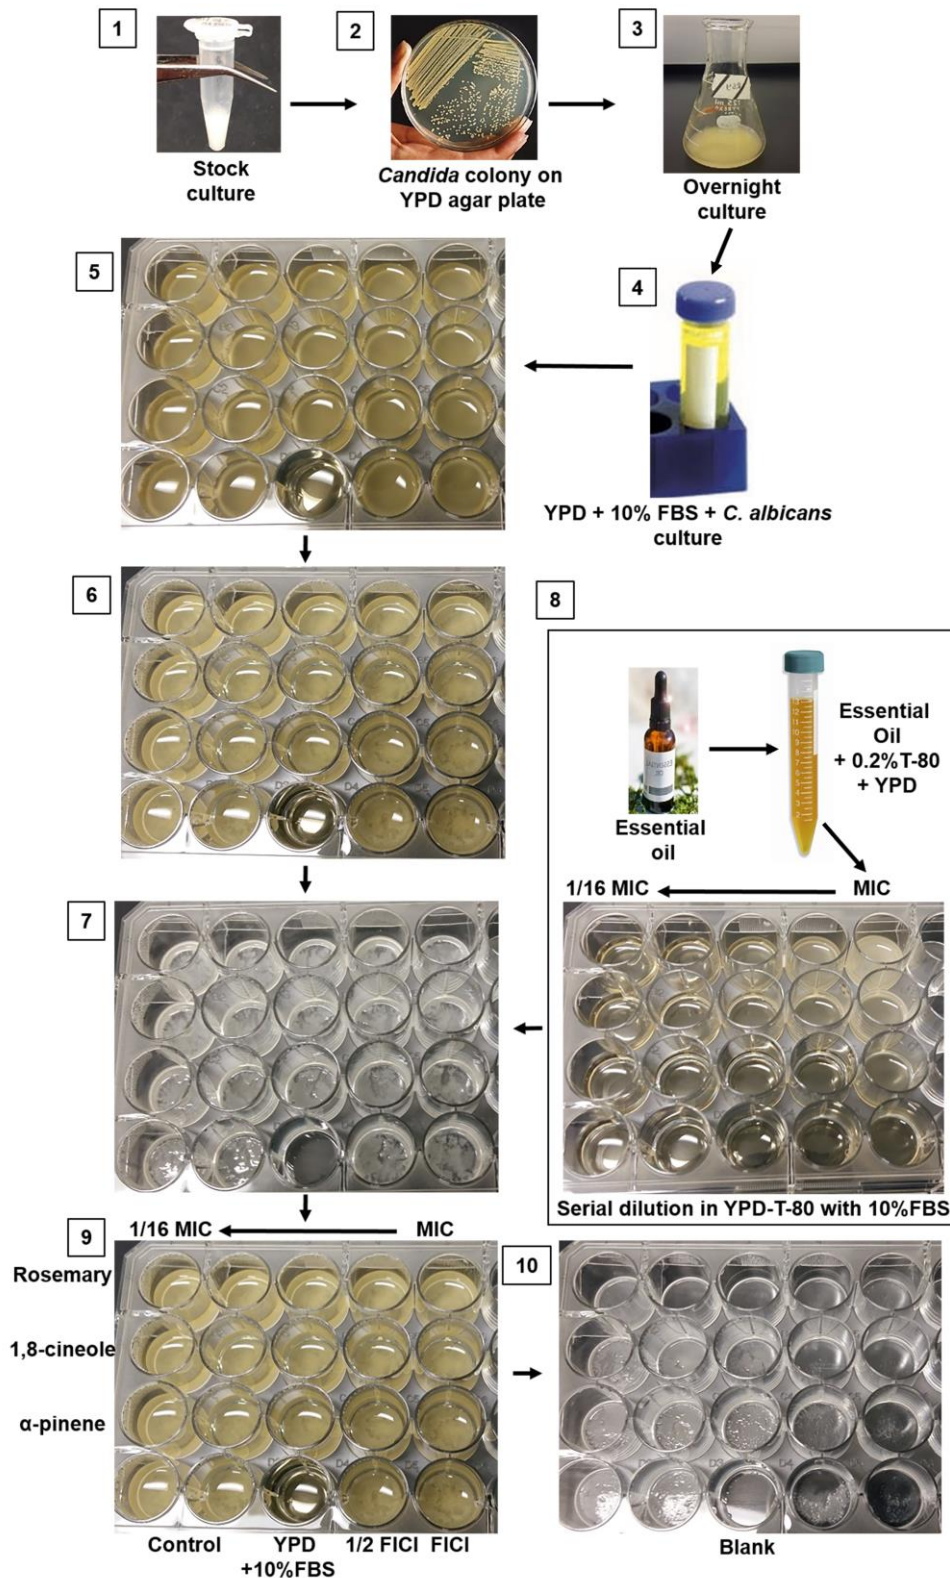 1
2
3
Stock
culture
Candida colony on
YPD agar plate
Overnight
culture
4
YPD + 10% FBS + C. albicans
culture
5
6
7
8
Essential
oil
Essential
Oil
+ 0.2%T-80
+ YPD
1/16 MIC
MIC
Serial dilution in YPD-T-80 with 10%FBS
9
1/16 MIC
MIC
Rosemary
1,8-cineole
α-pinene
Control
YPD
+10%FBS
1/2 FICI
FICI
10
Blank